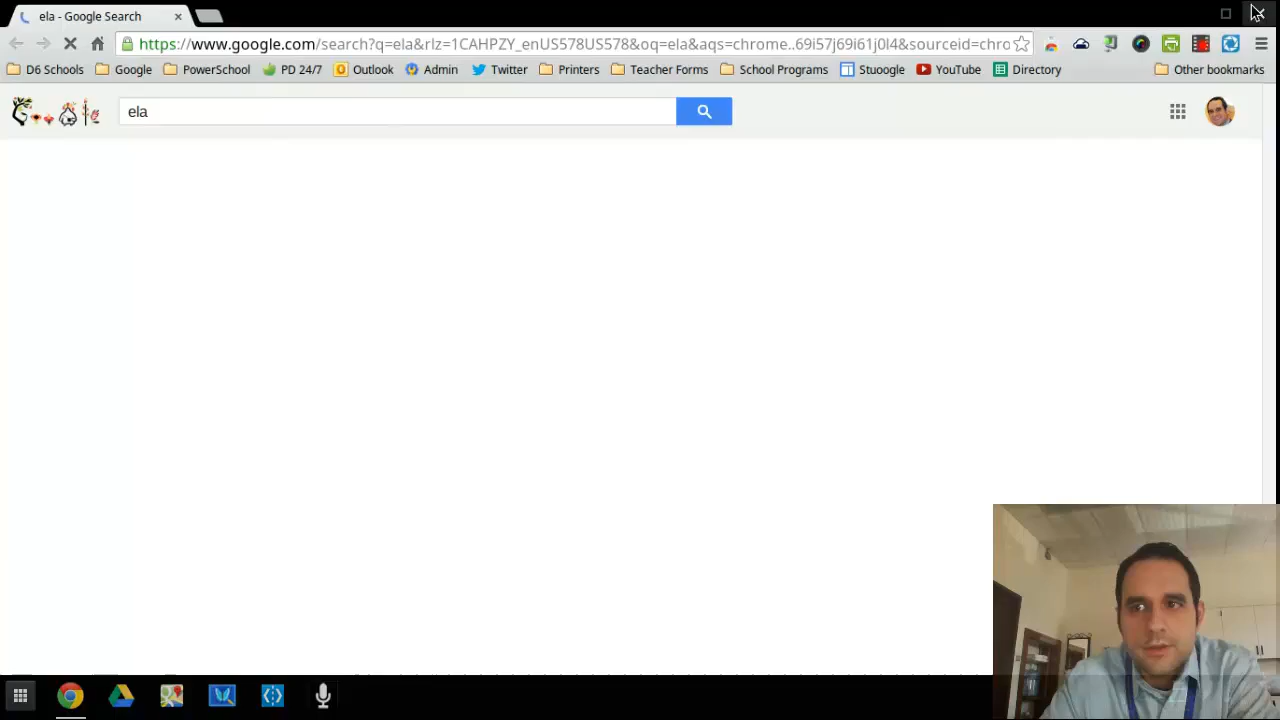 ela - Google Search
https://www.google.com/search?q=ela&rlz=1CAHPZY_enUS578US578&oq=ela&aqs=chrome..69i57j69i61j0l4&sourceid=chro
D6 Schools Google PowerSchool PD 24/7 Outlook Admin Twitter Printers Teacher Forms School Programs Stuoogle YouTube Directory Other bookmarks
ela